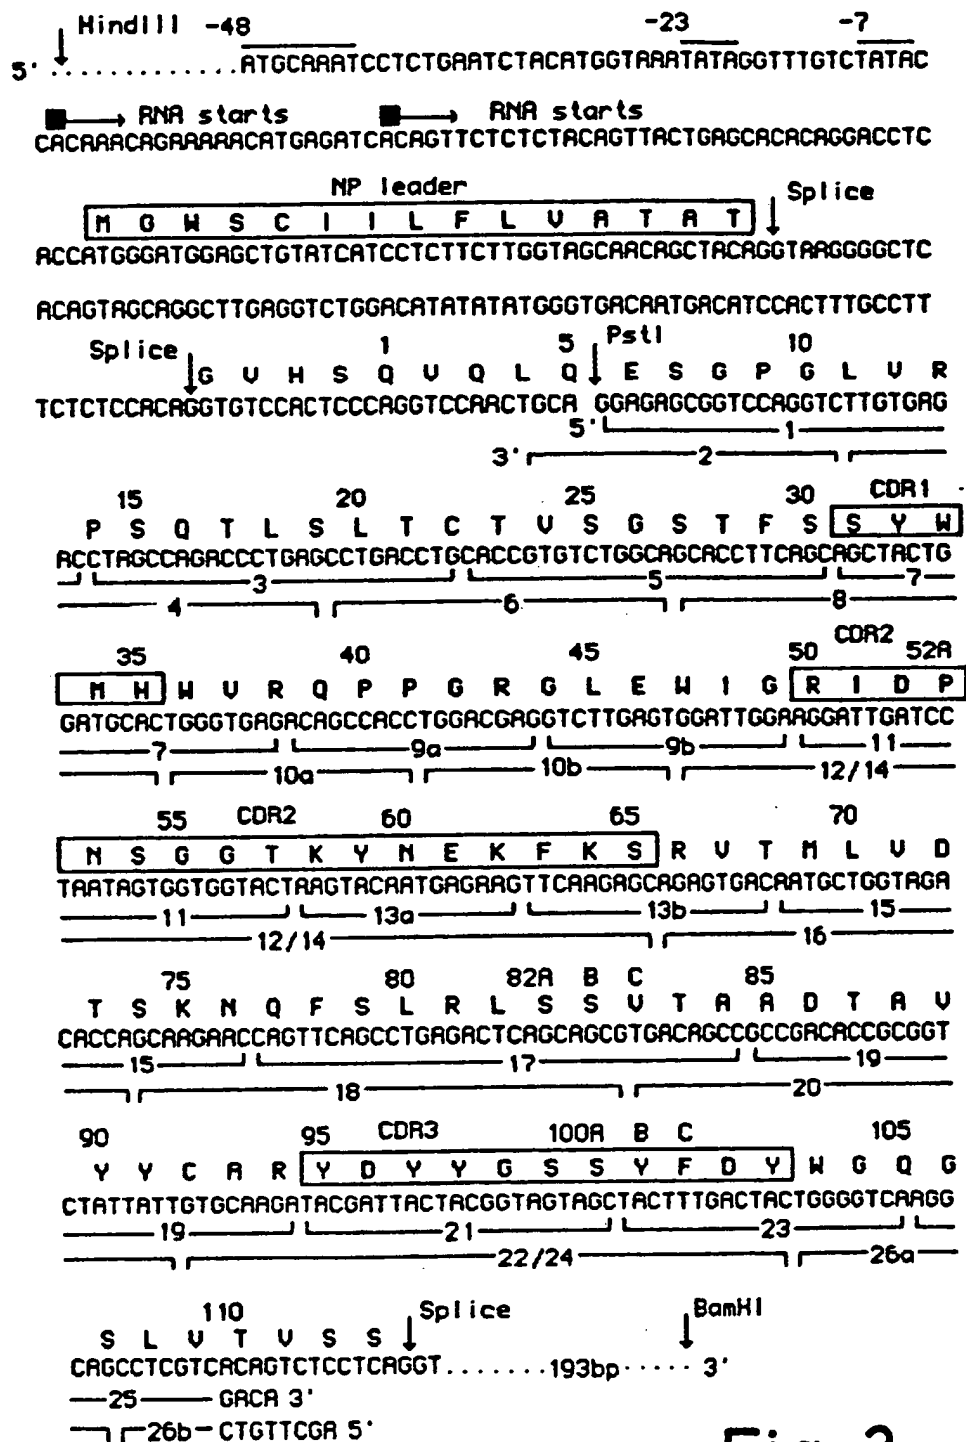 HindIII -48 -23 -7
5' .............ATGCAAATCCTCTGAATCTACATGGTAAATATAGGTTTGTCTATAC
RNA starts RNA starts
CACAAACAGAAAAACATGAGATCACAGTTCTCTCTACAGTTACTGAGCACACAGGACCTC
NP leader Splice
M G W S C I I L F L V A T A T
ACCATGGGATGGAGCTGTATCATCCTCTTCTTGGTAGCAACAGCTACAGGTAAGGGGCTC
ACAGTAGCAGGCTTGAGGTCTGGACATATATATGGGTGACAATGACATCCACTTTGCCTT
Splice 1 5 PstI 10
G V H S Q V Q L Q E S G P G L V R
TCTCTCCACAGGTGTCCACTCCCAGGTCCAACTGCA GGAGAGCGGTCCAGGTCTTGTGAG
5' 1
3' 2
15 20 25 30 CDR1
P S Q T L S L T C T V S G S T F S S Y W
ACCTAGCCAGACCCTGAGCCTGACCTGCACCGTGTCTGGCAGCACCTTCAGCAGCTACTG
3 5 7
4 6 8
35 40 45 50 CDR2 52A
M H W V R Q P P G R G L E W I G R I D P
GATGCACTGGGTGAGACAGCCACCTGGACGAGGTCTTGAGTGGATTGGAAGGATTGATCC
7 9a 9b 11
10a 10b 12/14
55 CDR2 60 65 70
N S G G T K Y N E K F K S R V T M L V D
TAATAGTGGTGGTACTAAGTACAATGAGAAGTTCAAGAGCAGAGTGACAATGCTGGTAGA
11 13a 13b 15
12/14 16
75 80 82A B C 85
T S K N Q F S L R L S S V T A A D T A V
CACCAGCAAGAACCAGTTCAGCCTGAGACTCAGCAGCGTGACAGCCGCCGACACCGCGGT
15 17 19
18 20
90 95 CDR3 100A B C 105
Y Y C A R Y D Y Y G S S Y F D Y W G Q G
CTATTATTGTGCAAGATACGATTACTACGGTAGTAGCTACTTTGACTACTGGGGTCAAGG
19 21 23
22/24 26a
110 Splice BamHI
S L V T V S S
CAGCCTCGTCACAGTCTCCTCAGGT.......193bp..... 3'
25 GACA 3'
26b CTGTTCGA 5'